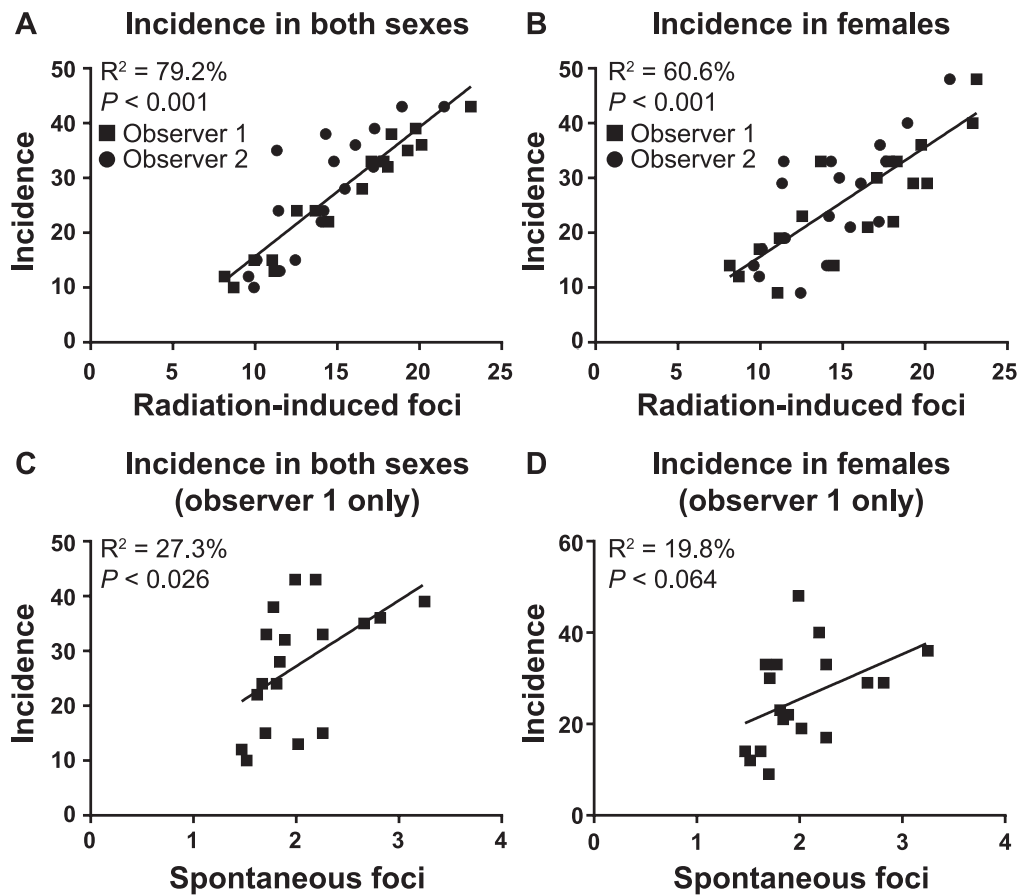 A Incidence in both sexes
R² = 79.2%
P < 0.001
Observer 1
Observer 2
50
40
30
20
10
0
Incidence
0 5 10 15 20 25
Radiation-induced foci
B Incidence in females
R² = 60.6%
P < 0.001
Observer 1
Observer 2
50
40
30
20
10
0
Incidence
0 5 10 15 20 25
Radiation-induced foci
C Incidence in both sexes
(observer 1 only)
R² = 27.3%
P < 0.026
50
40
30
20
10
0
Incidence
0 1 2 3 4
Spontaneous foci
D Incidence in females
(observer 1 only)
R² = 19.8%
P < 0.064
60
40
20
0
Incidence
0 1 2 3 4
Spontaneous foci